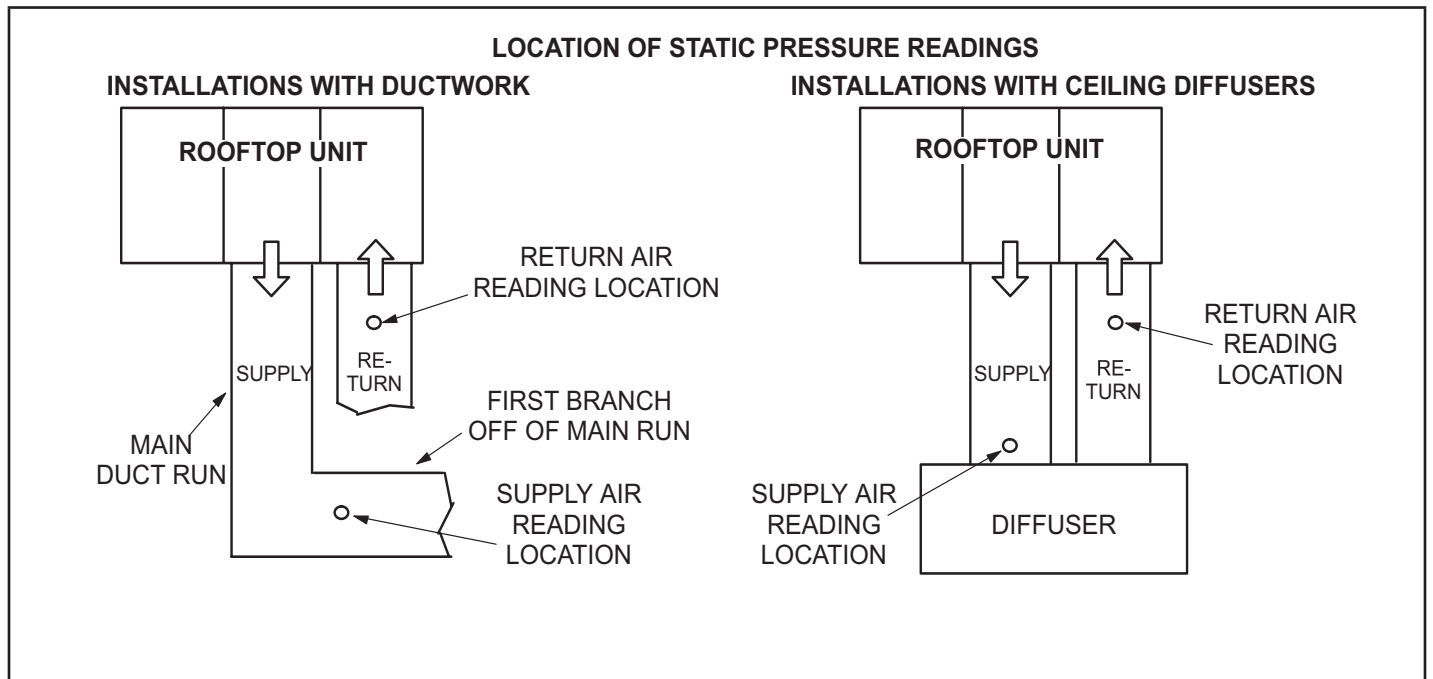 LOCATION OF STATIC PRESSURE READINGS
INSTALLATIONS WITH DUCTWORK
ROOFTOP UNIT
RETURN AIR
READING LOCATION
SUPPLY
RE-
TURN
FIRST BRANCH
OFF OF MAIN RUN
MAIN
DUCT RUN
SUPPLY AIR
READING
LOCATION
INSTALLATIONS WITH CEILING DIFFUSERS
ROOFTOP UNIT
RETURN AIR
READING
LOCATION
SUPPLY
RE-
TURN
SUPPLY AIR
READING
LOCATION
DIFFUSER